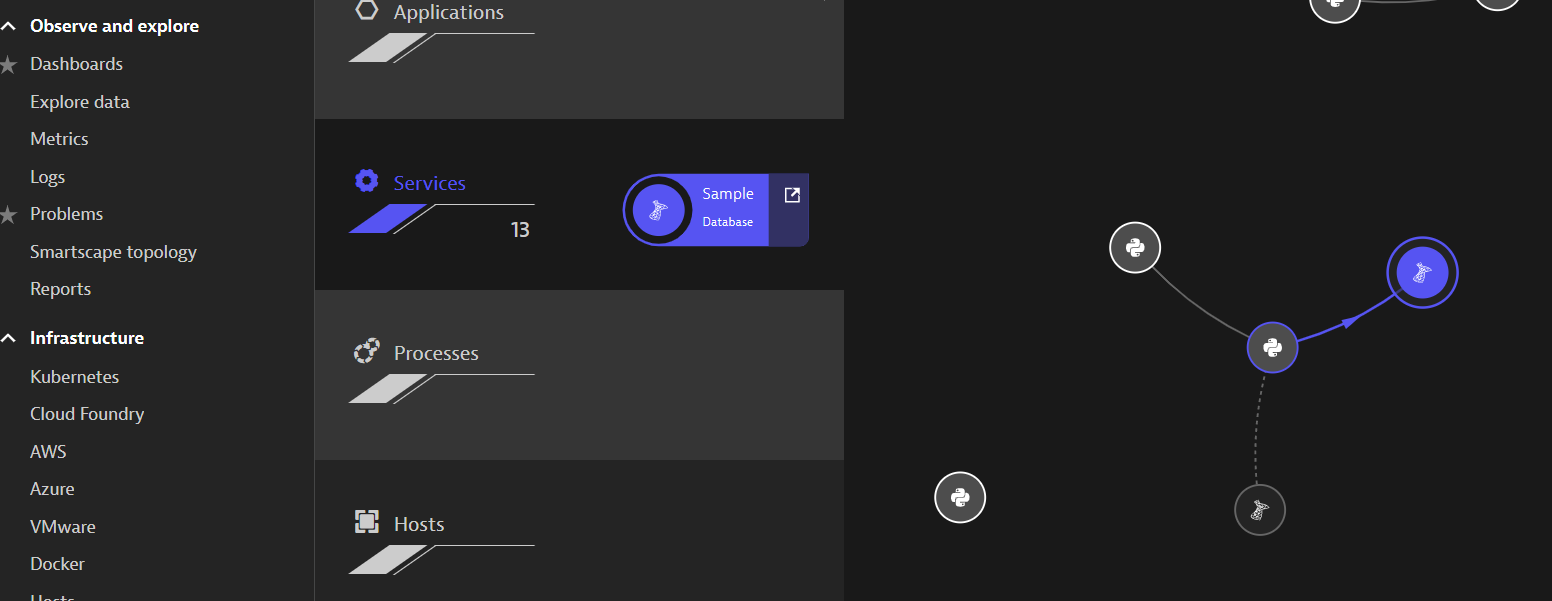 Observe and explore
Dashboards
Explore data
Metrics
Logs
Problems
Smartscape topology
Reports
Infrastructure
Kubernetes
Cloud Foundry
AWS
Azure
VMware
Docker
Hosts
Applications
Services
13
Sample
Database
Processes
Hosts